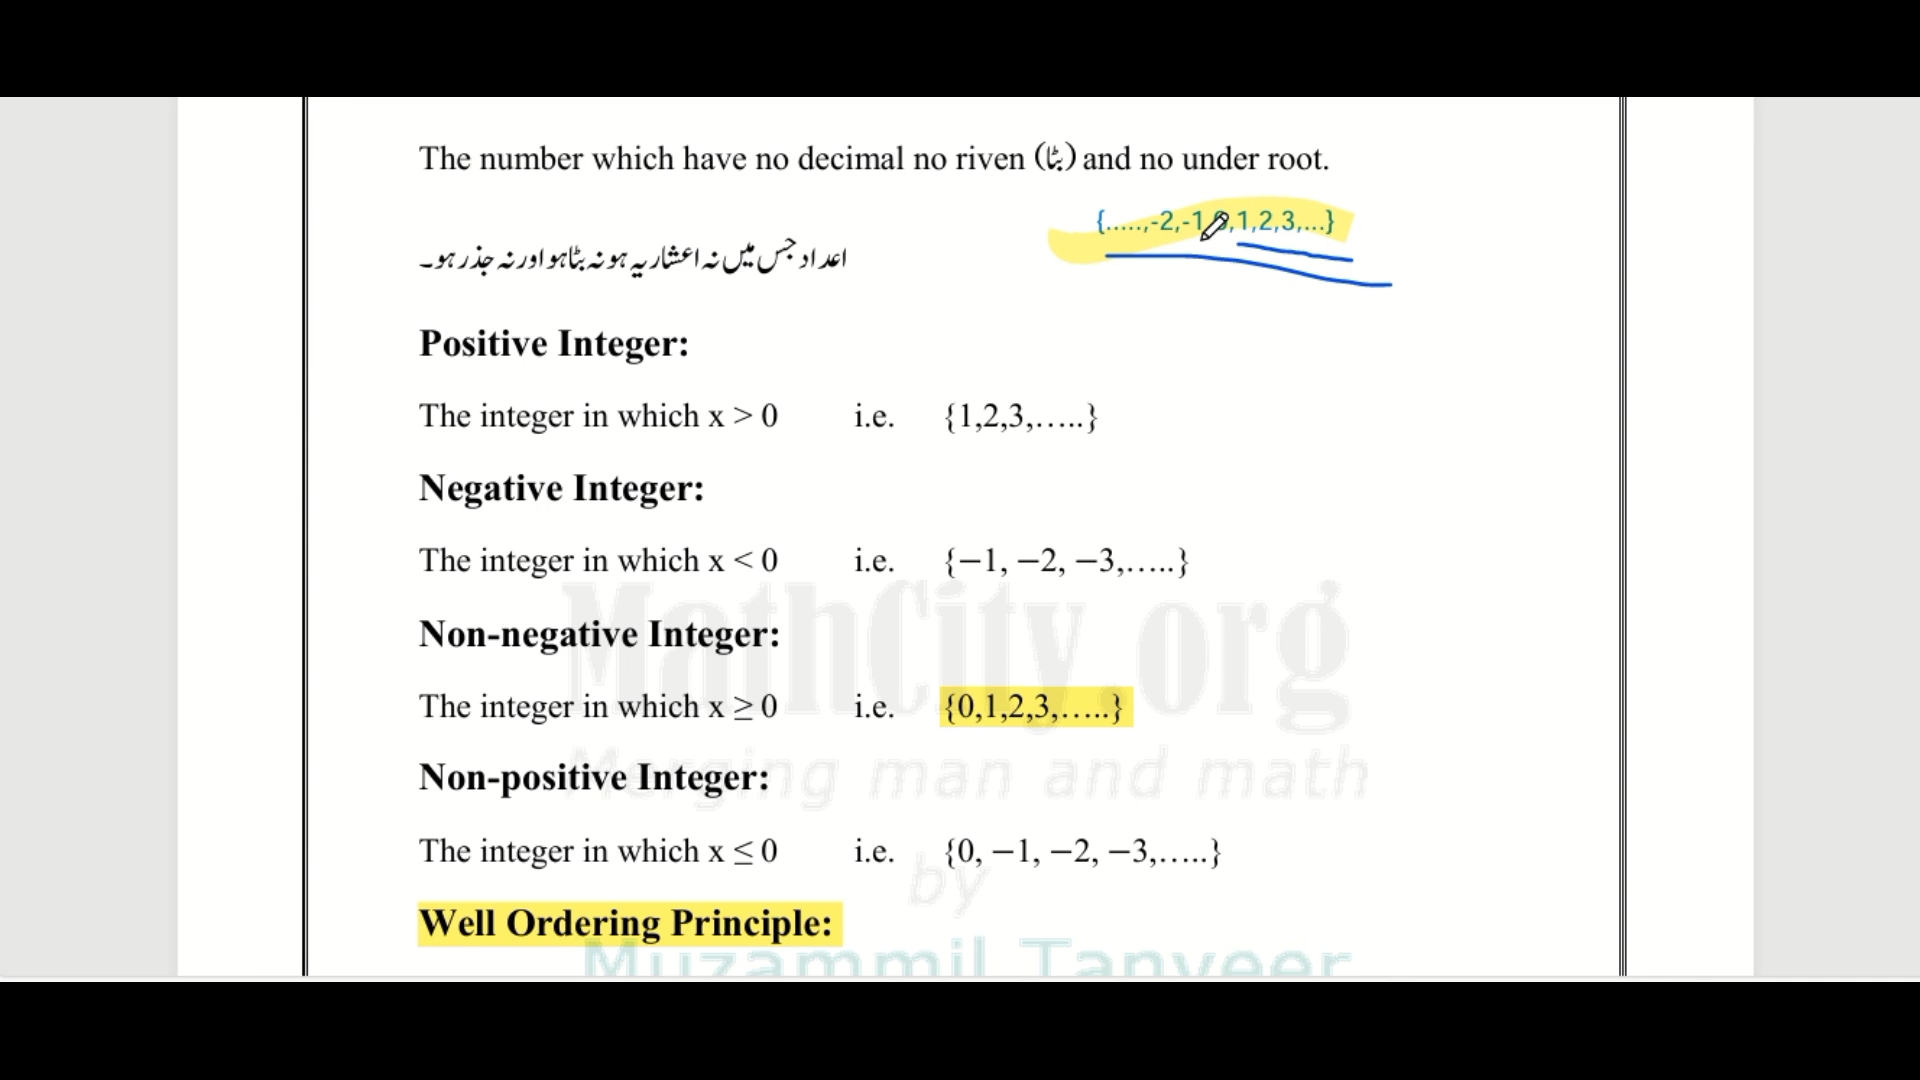 The number which have no decimal no riven (بٹا) and no under root.
{.....,-2,-1,0,1,2,3,...}
اعداد جس میں نہ اعشاریہ ہو نہ بٹا ہو اور نہ جذر ہو۔
Positive Integer:
The integer in which x > 0 i.e. {1,2,3,…..}
Negative Integer:
The integer in which x < 0 i.e. {−1, −2, −3,…..}
Non-negative Integer:
The integer in which x ≥ 0 i.e. {0,1,2,3,…..}
Non-positive Integer:
The integer in which x ≤ 0 i.e. {0, −1, −2, −3,…..}
Well Ordering Principle:
MathCity.org
Merging man and math
by
Muzammil Tanveer